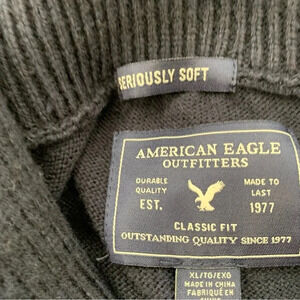 SERIOUSLY SOFT
AMERICAN EAGLE
OUTFITTERS
DURABLE
QUALITY
MADE TO
LAST
EST.
1977
CLASSIC FIT
OUTSTANDING QUALITY SINCE 1977
XL/TG/EXG
MADE IN CHINA
FABRIQUÉ EN